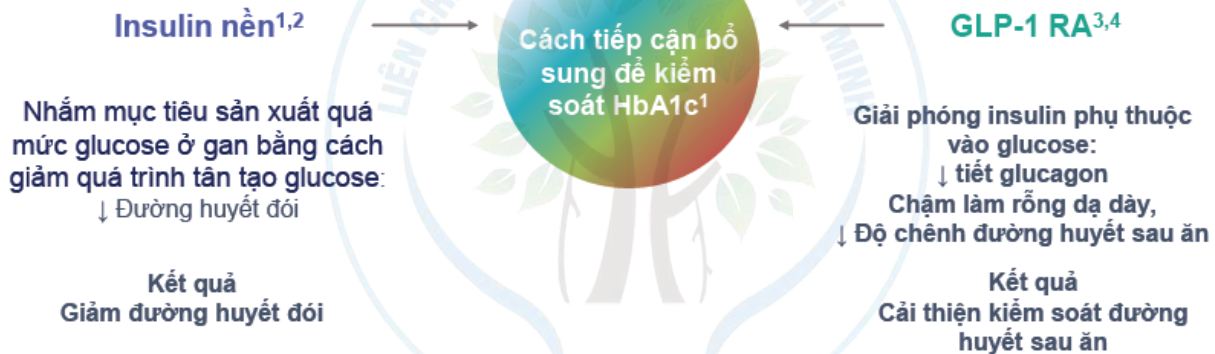 Insulin nền1,2
Nhắm mục tiêu sản xuất quá
mức glucose ở gan bằng cách
giảm quá trình tân tạo glucose:
↓ Đường huyết đói
Kết quả
Giảm đường huyết đói
Cách tiếp cận bổ
sung để kiểm
soát HbA1c1
GLP-1 RA3,4
Giải phóng insulin phụ thuộc
vào glucose:
↓ tiết glucagon
Chậm làm rỗng dạ dày,
↓ Độ chênh đường huyết sau ăn
Kết quả
Cải thiện kiểm soát đường
huyết sau ăn
LIÊN
MINH